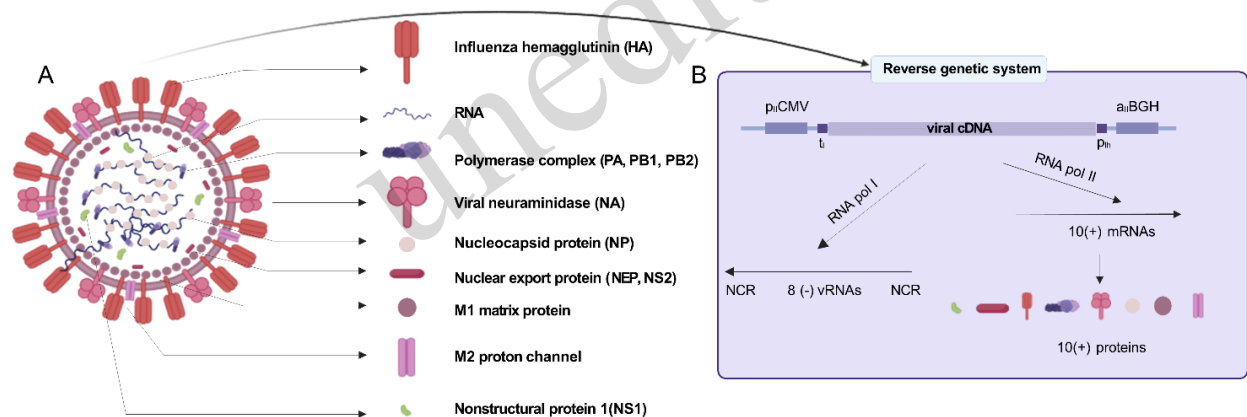 A
Influenza hemagglutinin (HA)
RNA
Polymerase complex (PA, PB1, PB2)
Viral neuraminidase (NA)
Nucleocapsid protein (NP)
Nuclear export protein (NEP, NS2)
M1 matrix protein
M2 proton channel
Nonstructural protein 1(NS1)
B
Reverse genetic system
pIICMV
aIIBGH
viral cDNA
tI
pIh
RNA pol I
RNA pol II
10(+) mRNAs
NCR
8 (-) vRNAs
NCR
10(+) proteins